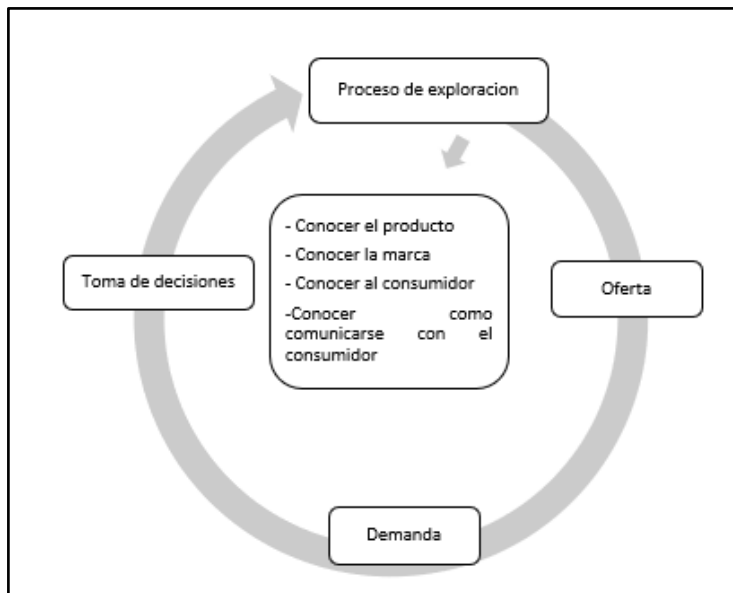 Proceso de exploracion
- Conocer el producto
- Conocer la marca
- Conocer al consumidor
-Conocer como
comunicarse con el
consumidor
Toma de decisiones
Oferta
Demanda